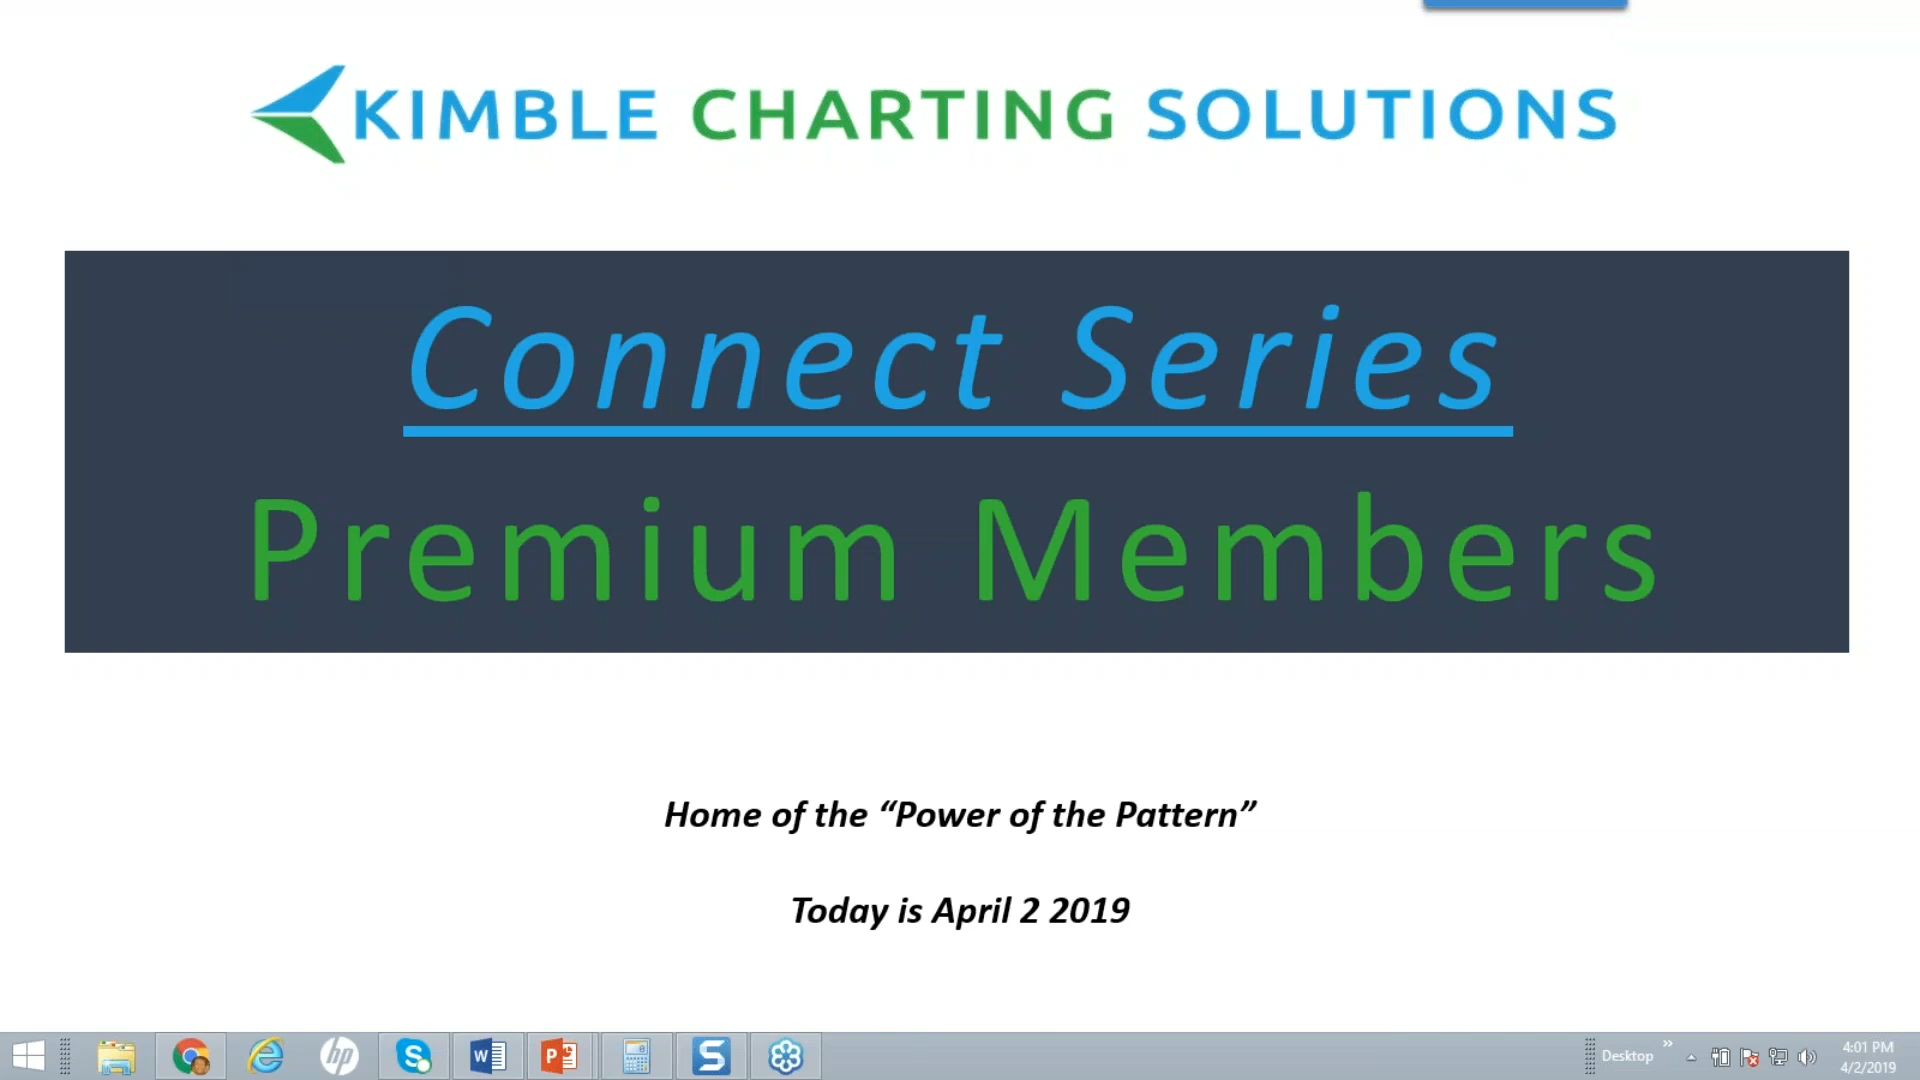 KIMBLE CHARTING SOLUTIONS
Connect Series
Premium Members
Home of the “Power of the Pattern”
Today is April 2 2019
hp
Desktop
4:01 PM
4/2/2019